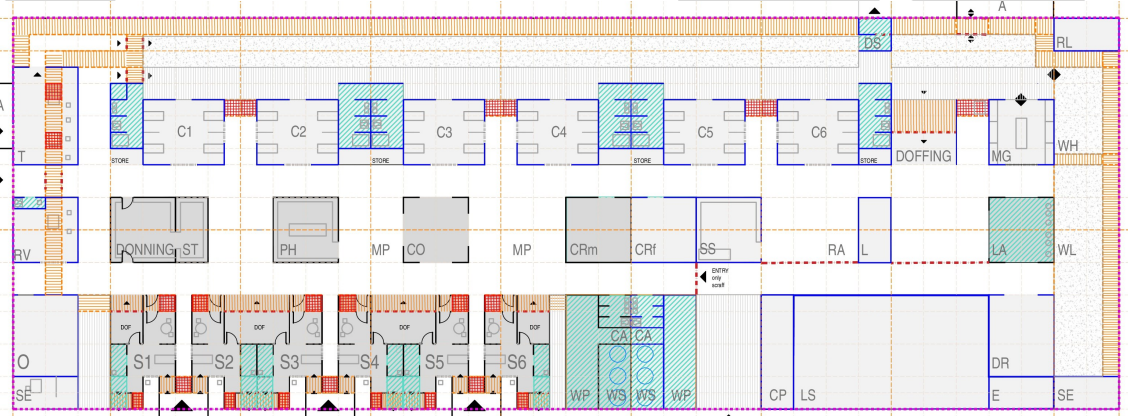 A
DS
RL
A
C1 C2 C3 C4 C5 C6
T
STORE STORE STORE STORE
DOFFING MG WH
RV DONNING ST PH MP CO MP CRm CRf SS RA L LA WL
ENTRY
only
scraff
DOF DOF DOF DOF
CA CA
O S1 S2 S3 S4 S5 S6 DR
SE WP WS WS WP CP LS E SE